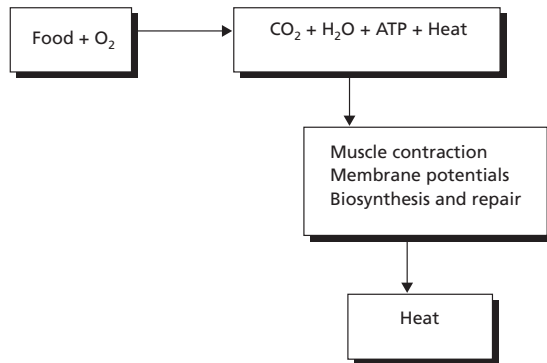 Food + O₂
CO₂ + H₂O + ATP + Heat
Muscle contraction
Membrane potentials
Biosynthesis and repair
Heat